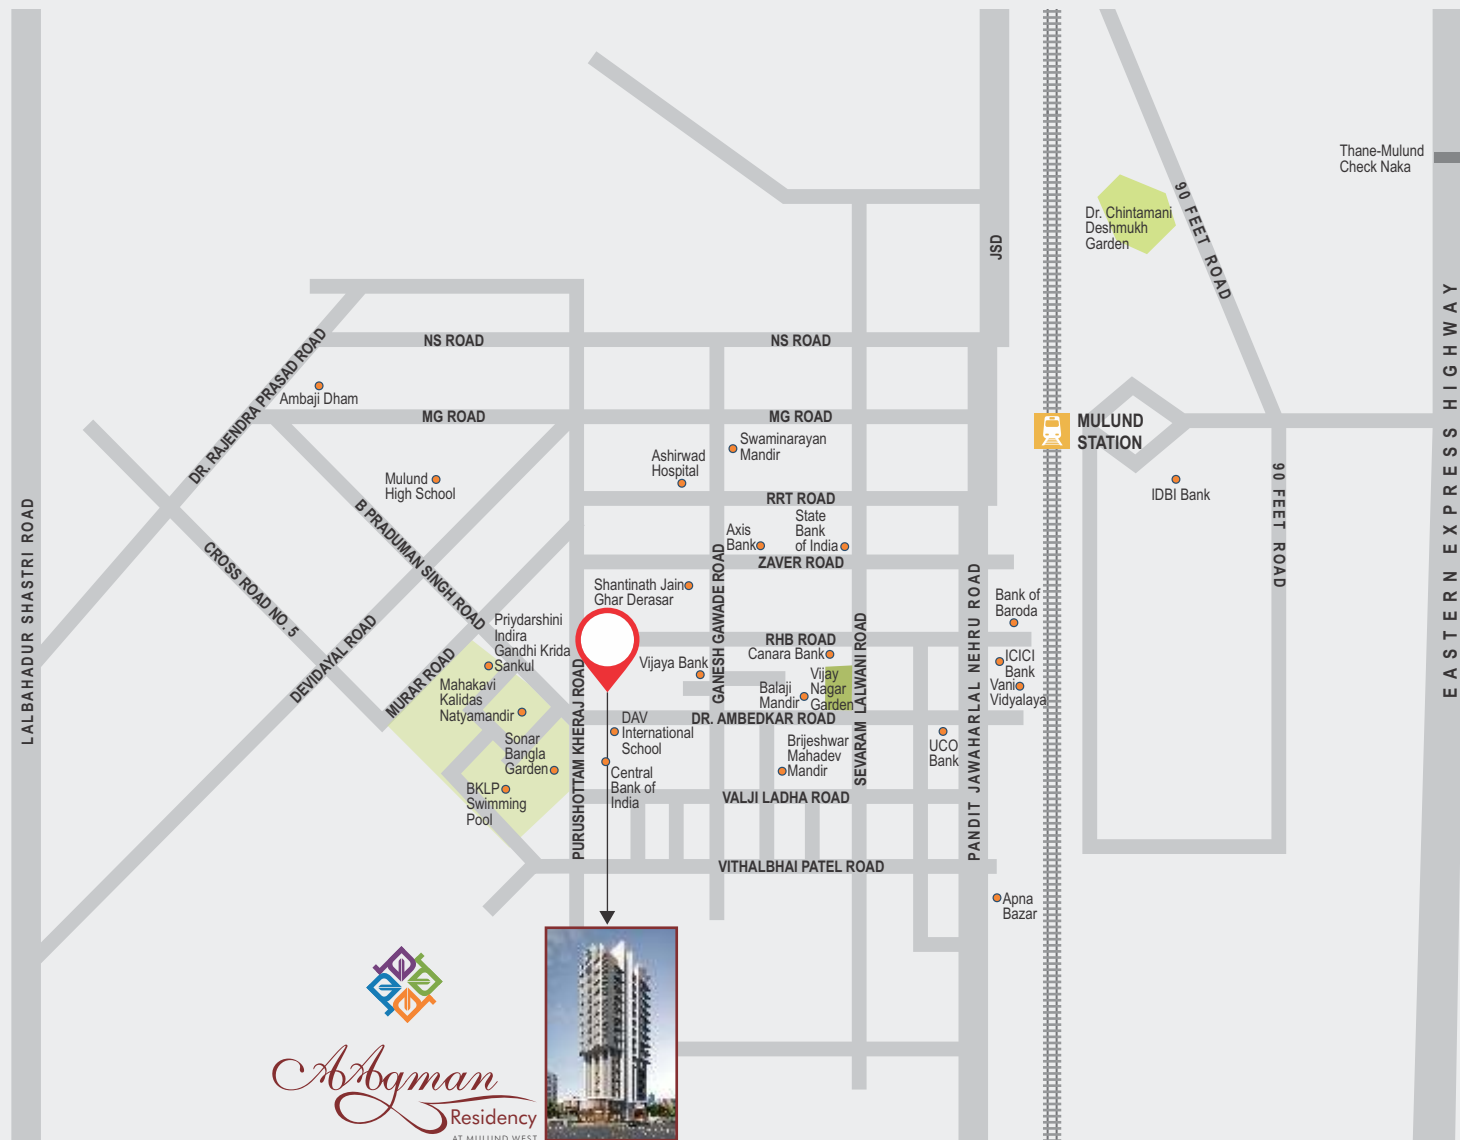 Thane-Mulund
Check Naka
Dr. Chintamani
Deshmukh
Garden
90 FEET ROAD
JSD
EASTERN EXPRESS HIGHWAY
NS ROAD
NS ROAD
DR. RAJENDRA PRASAD ROAD
Ambaji Dham
MG ROAD
MG ROAD
MULUND
STATION
Swaminarayan
Mandir
Ashirwad
Hospital
Mulund
High School
IDBI Bank
90 FEET ROAD
RRT ROAD
LALBAHADUR SHASTRI ROAD
B PRADUMAN SINGH ROAD
State
Bank
of India
Axis
Bank
ZAVER ROAD
CROSS ROAD NO. 5
GANESH GAWADE ROAD
Shantinath Jain
Ghar Derasar
PANDIT JAWAHARLAL NEHRU ROAD
Bank of
Baroda
Priydarshini
Indira
Gandhi Krida
Sankul
DEVIDAYAL ROAD
MURAR ROAD
RHB ROAD
Canara Bank
SEVARAM LALWANI ROAD
Vijaya Bank
ICICI
Bank
Vani
Vidyalaya
PURUSHOTTAM KHERAJ ROAD
Mahakavi
Kalidas
Natyamandir
Balaji
Mandir
Vijay
Nagar
Garden
DAV
International
School
DR. AMBEDKAR ROAD
Sonar
Bangla
Garden
Brijeshwar
Mahadev
Mandir
UCO
Bank
Central
Bank of
India
BKLP
Swimming
Pool
VALJI LADHA ROAD
VITHALBHAI PATEL ROAD
Apna
Bazar
AAgman
Residency
AT MULUND WEST